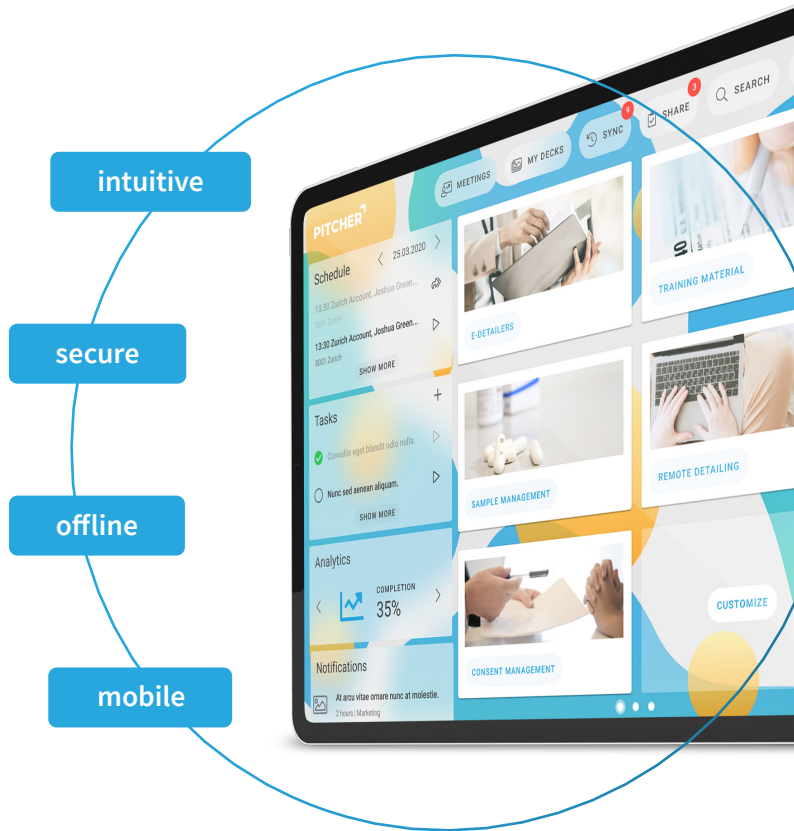 intuitive
secure
offline
mobile
MEETINGS
MY DECKS
9
SYNC
3
SHARE
SEARCH
PITCHER
Schedule
25.03.2020
13:30 Zurich Account, Joshua Green...
8001 Zurich
13:30 Zurich Account, Joshua Green...
8001 Zurich
SHOW MORE
Tasks
Convallis eget blandit odio nulla.
Nunc sed aenean aliquam.
SHOW MORE
Analytics
COMPLETION
35%
Notifications
At arcu vitae ornare nunc at molestie.
2 hours | Marketing
E-DETAILERS
TRAINING MATERIAL
SAMPLE MANAGEMENT
REMOTE DETAILING
CONSENT MANAGEMENT
CUSTOMIZE